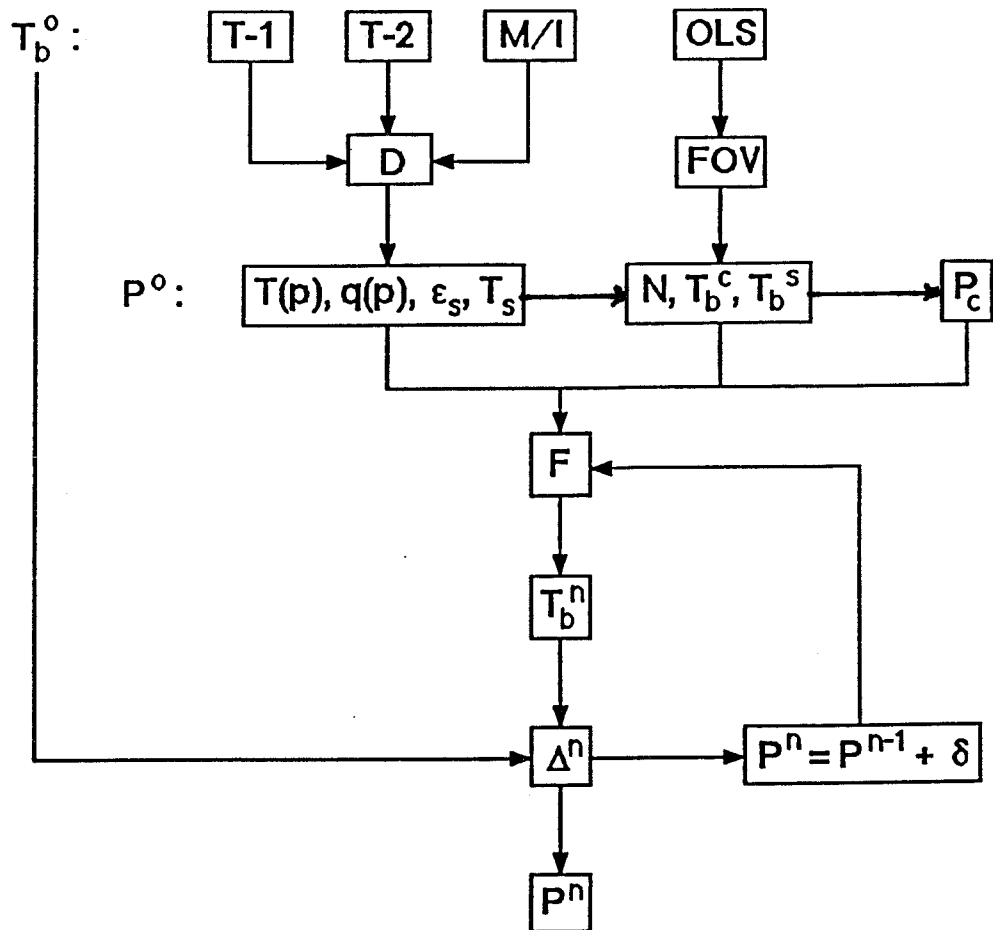 T_b^o: T-1 T-2 M/I OLS
D FOV
P^o: T(p), q(p), ε_s, T_s N, T_b^c, T_b^s P_c
F
T_b^n
Δ^n P^n = P^{n-1} + δ
P^n